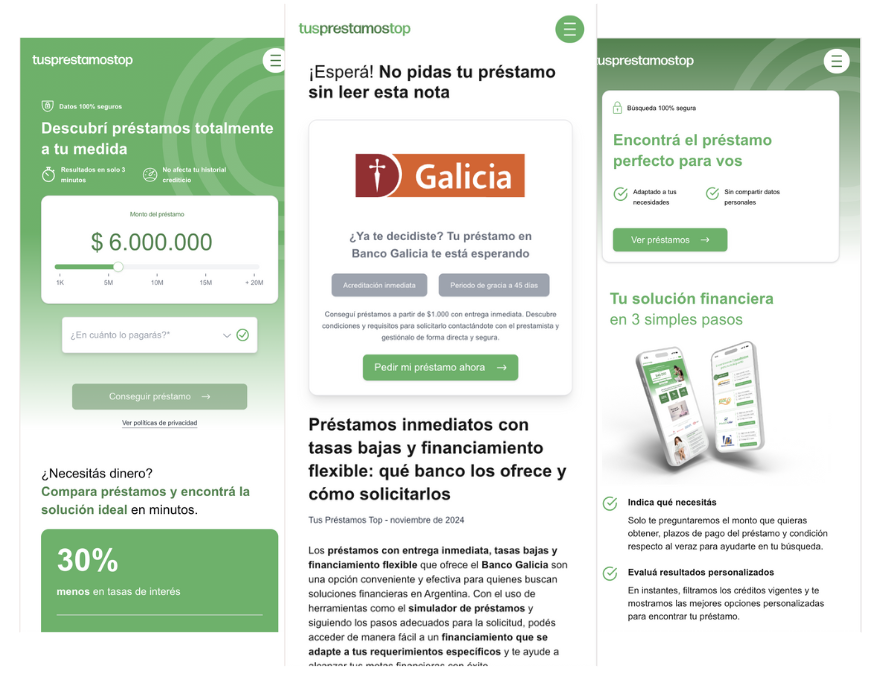 tusprestamostop
Datos 100% seguros
Descubrí préstamos totalmente
a tu medida
Resultados en solo 3
minutos
No efecta tu historial
crediticio
Monto del préstamo
$ 6.000.000
1K 5M 10M 15M + 20M
¿En cuánto lo pagarás?*
Conseguir préstamo
Ver políticas de privacidad
¿Necesitás dinero?
Compara préstamos y encontrá la
solución ideal en minutos.
30%
menos en tasas de interés
tusprestamostop
¡Esperá! No pidas tu préstamo
sin leer esta nota
Galicia
¿Ya te decidiste? Tu préstamo en
Banco Galicia te está esperando
Acreditación inmediata
Periodo de gracia a 45 días
Conseguí préstamos a partir de $1.000 con entrega inmediata. Descubre
condiciones y requisitos para solicitarlo contactándote con el prestamista y
gestiónalo de forma directa y segura.
Pedir mi préstamo ahora
Préstamos inmediatos con
tasas bajas y financiamiento
flexible: qué banco los ofrece y
cómo solicitarlos
Tus Préstamos Top - noviembre de 2024
Los préstamos con entrega inmediata, tasas bajas y
financiamiento flexible que ofrece el Banco Galicia son
una opción conveniente y efectiva para quienes buscan
soluciones financieras en Argentina. Con el uso de
herramientas como el simulador de préstamos y
siguiendo los pasos adecuados para la solicitud, podés
acceder de manera fácil a un financiamiento que se
adapte a tus requerimientos específicos y te ayude a
alcanzar tus metas financieras con éxito.
usprestamostop
Búsqueda 100% segura
Encontrá el préstamo
perfecto para vos
Adaptado a tus
necesidades
Sin compartir datos
personales
Ver préstamos
Tu solución financiera
en 3 simples pasos
Indica qué necesitás
Solo te preguntaremos el monto que quieras
obtener, plazos de pago del préstamo y condición
respecto al veraz para ayudarte en tu búsqueda.
Evaluá resultados personalizados
En instantes, filtramos los créditos vigentes y te
mostramos las mejores opciones personalizadas
para encontrar tu préstamo.